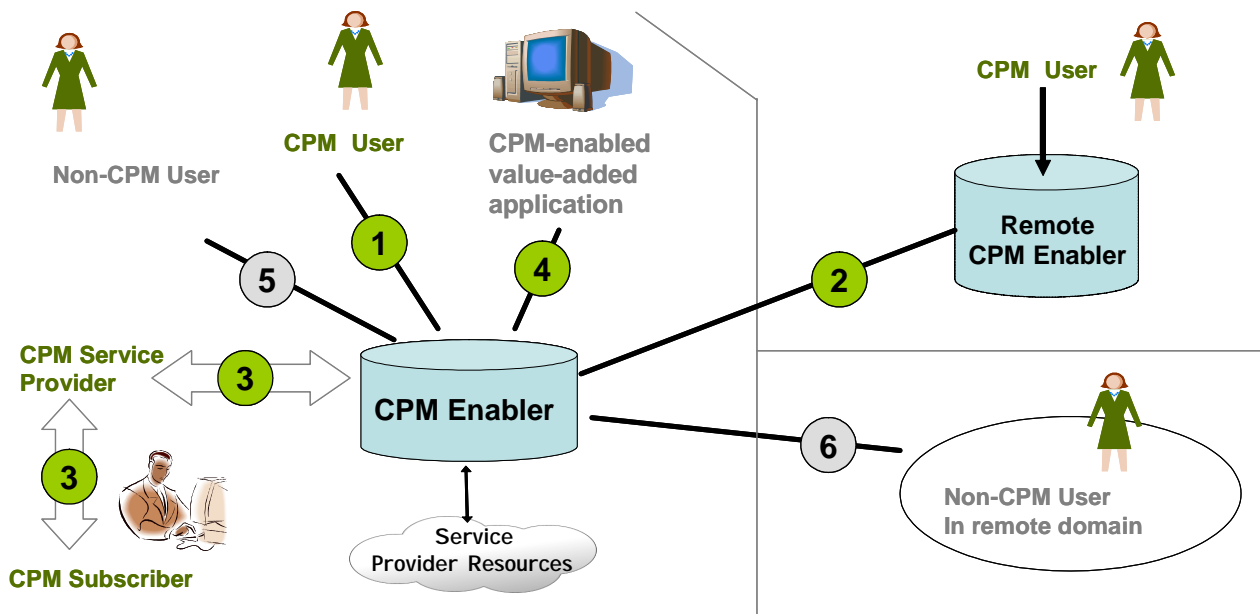 Non-CPM User
CPM User
CPM-enabled
value-added
application
CPM User
Remote
CPM Enabler
1
4
5
2
CPM Service
Provider
3
CPM Enabler
6
3
CPM Subscriber
Service
Provider Resources
Non-CPM User
In remote domain